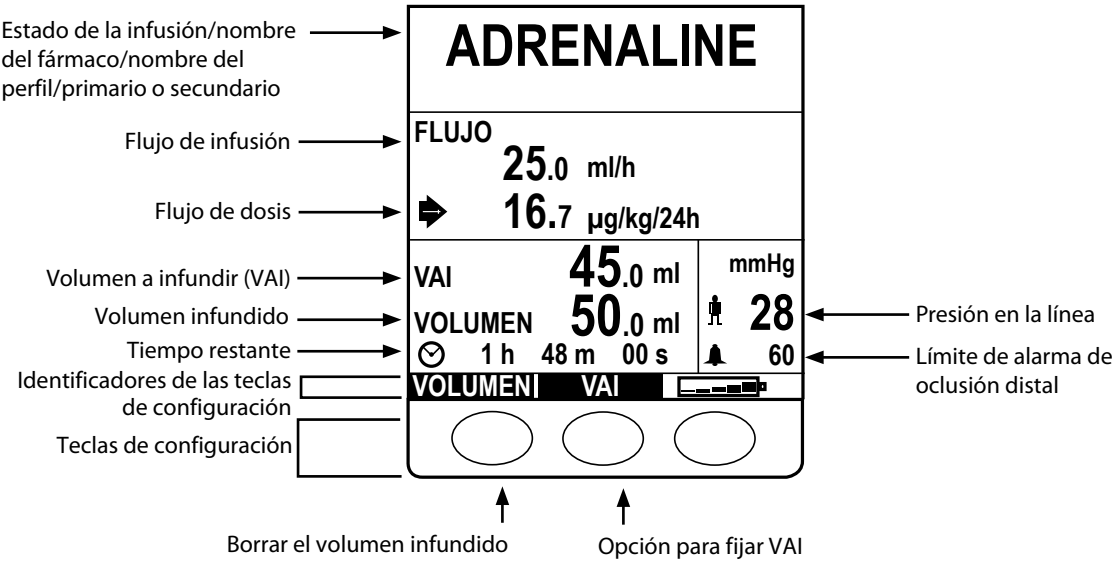 Estado de la infusión/nombre
del fármaco/nombre del
perfil/primario o secundario
ADRENALINE
Flujo de infusión
FLUJO
25.0 ml/h
Flujo de dosis
16.7 µg/kg/24h
Volumen a infundir (VAI)
VAI 45.0 ml
mmHg
Volumen infundido
VOLUMEN 50.0 ml
28
Presión en la línea
Tiempo restante
1 h 48 m 00 s
60
Límite de alarma de
oclusión distal
Identificadores de las teclas
de configuración
VOLUMEN VAI
Teclas de configuración
Borrar el volumen infundido
Opción para fijar VAI